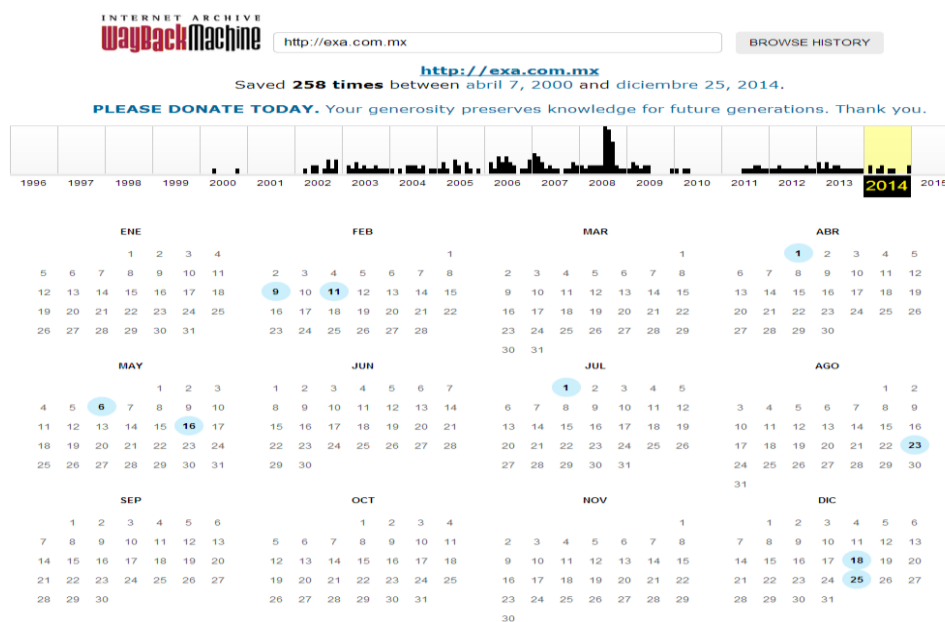 INTERNET ARCHIVE
WayBackMachine
http://exa.com.mx
BROWSE HISTORY
http://exa.com.mx
Saved 258 times between abril 7, 2000 and diciembre 25, 2014.
PLEASE DONATE TODAY. Your generosity preserves knowledge for future generations. Thank you.
1996 1997 1998 1999 2000 2001 2002 2003 2004 2005 2006 2007 2008 2009 2010 2011 2012 2013 2014 2015
ENE FEB MAR ABR
1 2 3 4 1 1 1 2 3 4 5
5 6 7 8 9 10 11 2 3 4 5 6 7 8 2 3 4 5 6 7 8 6 7 8 9 10 11 12
12 13 14 15 16 17 18 9 10 11 12 13 14 15 9 10 11 12 13 14 15 13 14 15 16 17 18 19
19 20 21 22 23 24 25 16 17 18 19 20 21 22 16 17 18 19 20 21 22 20 21 22 23 24 25 26
26 27 28 29 30 31 23 24 25 26 27 28 23 24 25 26 27 28 29 27 28 29 30
30 31
MAY JUN JUL AGO
1 2 3 1 2 3 4 5 6 7 1 2 3 4 5 1 2
4 5 6 7 8 9 10 8 9 10 11 12 13 14 6 7 8 9 10 11 12 3 4 5 6 7 8 9
11 12 13 14 15 16 17 15 16 17 18 19 20 21 13 14 15 16 17 18 19 10 11 12 13 14 15 16
18 19 20 21 22 23 24 22 23 24 25 26 27 28 20 21 22 23 24 25 26 17 18 19 20 21 22 23
25 26 27 28 29 30 31 29 30 27 28 29 30 31 24 25 26 27 28 29 30
31
SEP OCT NOV DIC
1 2 3 4 5 6 1 2 3 4 1 1 2 3 4 5 6
7 8 9 10 11 12 13 5 6 7 8 9 10 11 2 3 4 5 6 7 8 7 8 9 10 11 12 13
14 15 16 17 18 19 20 12 13 14 15 16 17 18 9 10 11 12 13 14 15 14 15 16 17 18 19 20
21 22 23 24 25 26 27 19 20 21 22 23 24 25 16 17 18 19 20 21 22 21 22 23 24 25 26 27
28 29 30 26 27 28 29 30 31 23 24 25 26 27 28 29 28 29 30 31
30